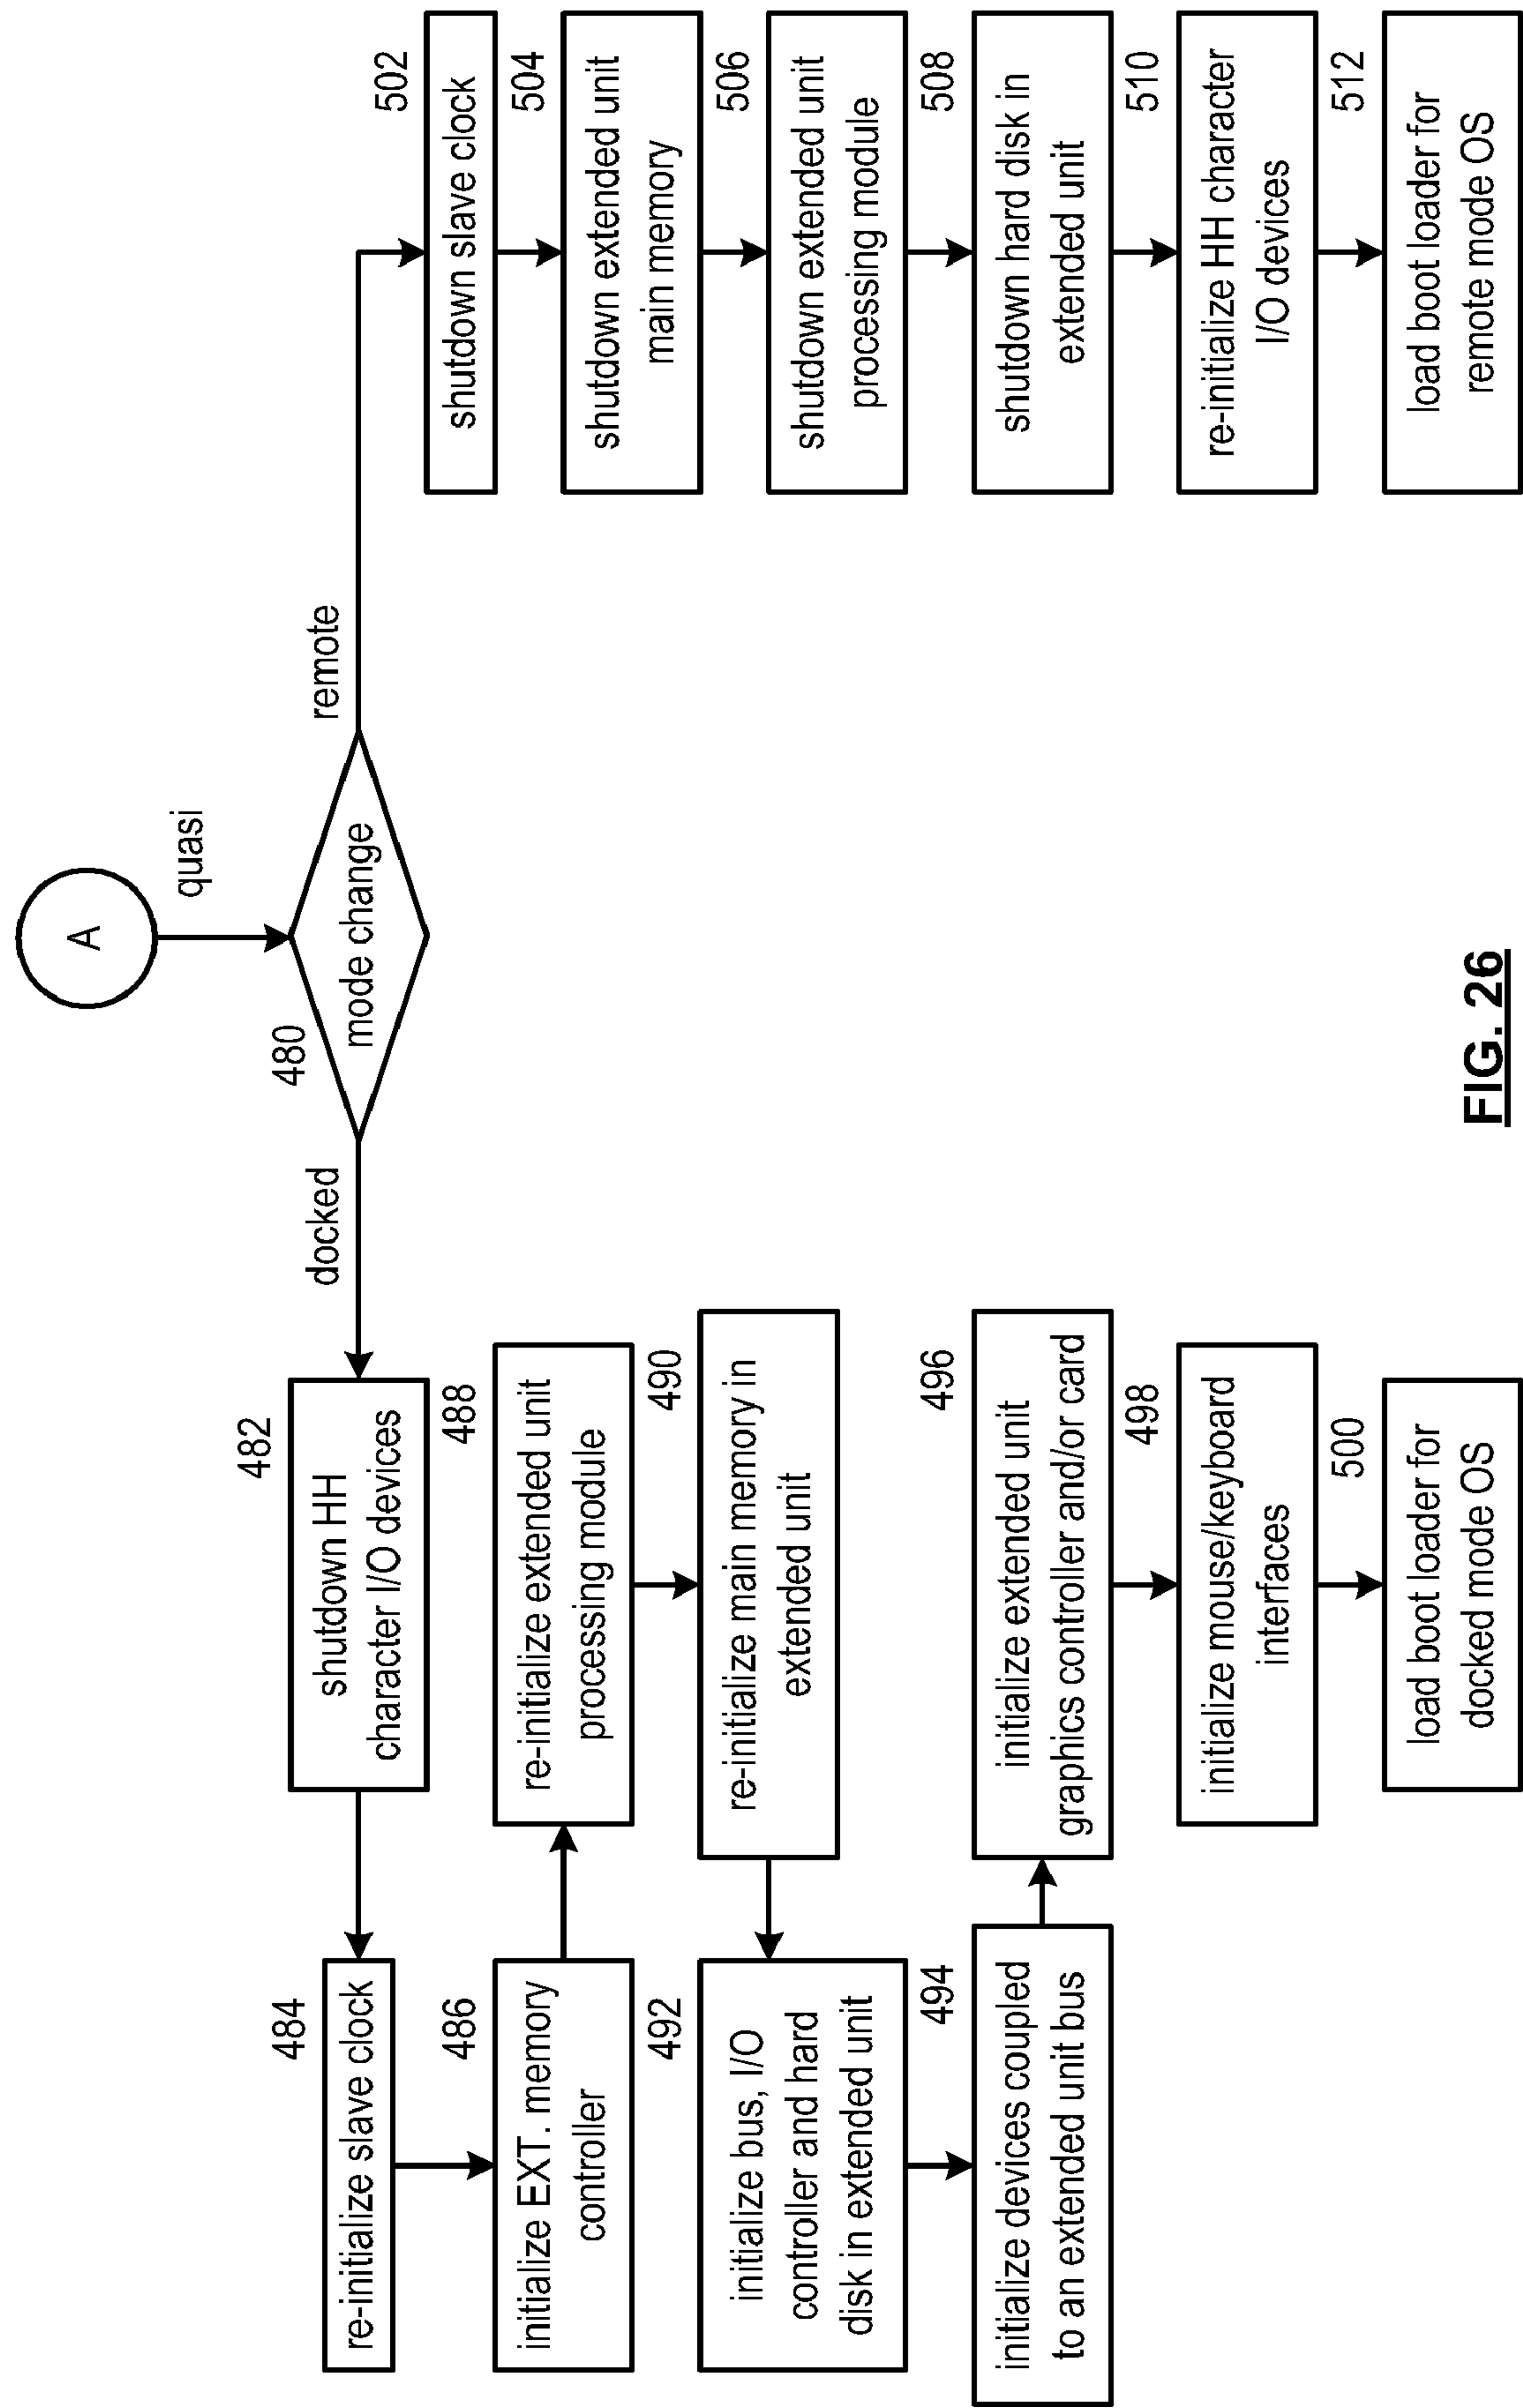 A
quasi
480
mode change
docked
remote
482
shutdown HH
character I/O devices
484
re-initialize slave clock
486
initialize EXT. memory
controller
488
re-initialize extended unit
processing module
490
re-initialize main memory in
extended unit
492
initialize bus, I/O
controller and hard
disk in extended unit
494
initialize devices coupled
to an extended unit bus
496
initialize extended unit
graphics controller and/or card
498
initialize mouse/keyboard
interfaces
500
load boot loader for
docked mode OS
502
shutdown slave clock
504
shutdown extended unit
main memory
506
shutdown extended unit
processing module
508
shutdown hard disk in
extended unit
510
re-initialize HH character
I/O devices
512
load boot loader for
remote mode OS
FIG. 26